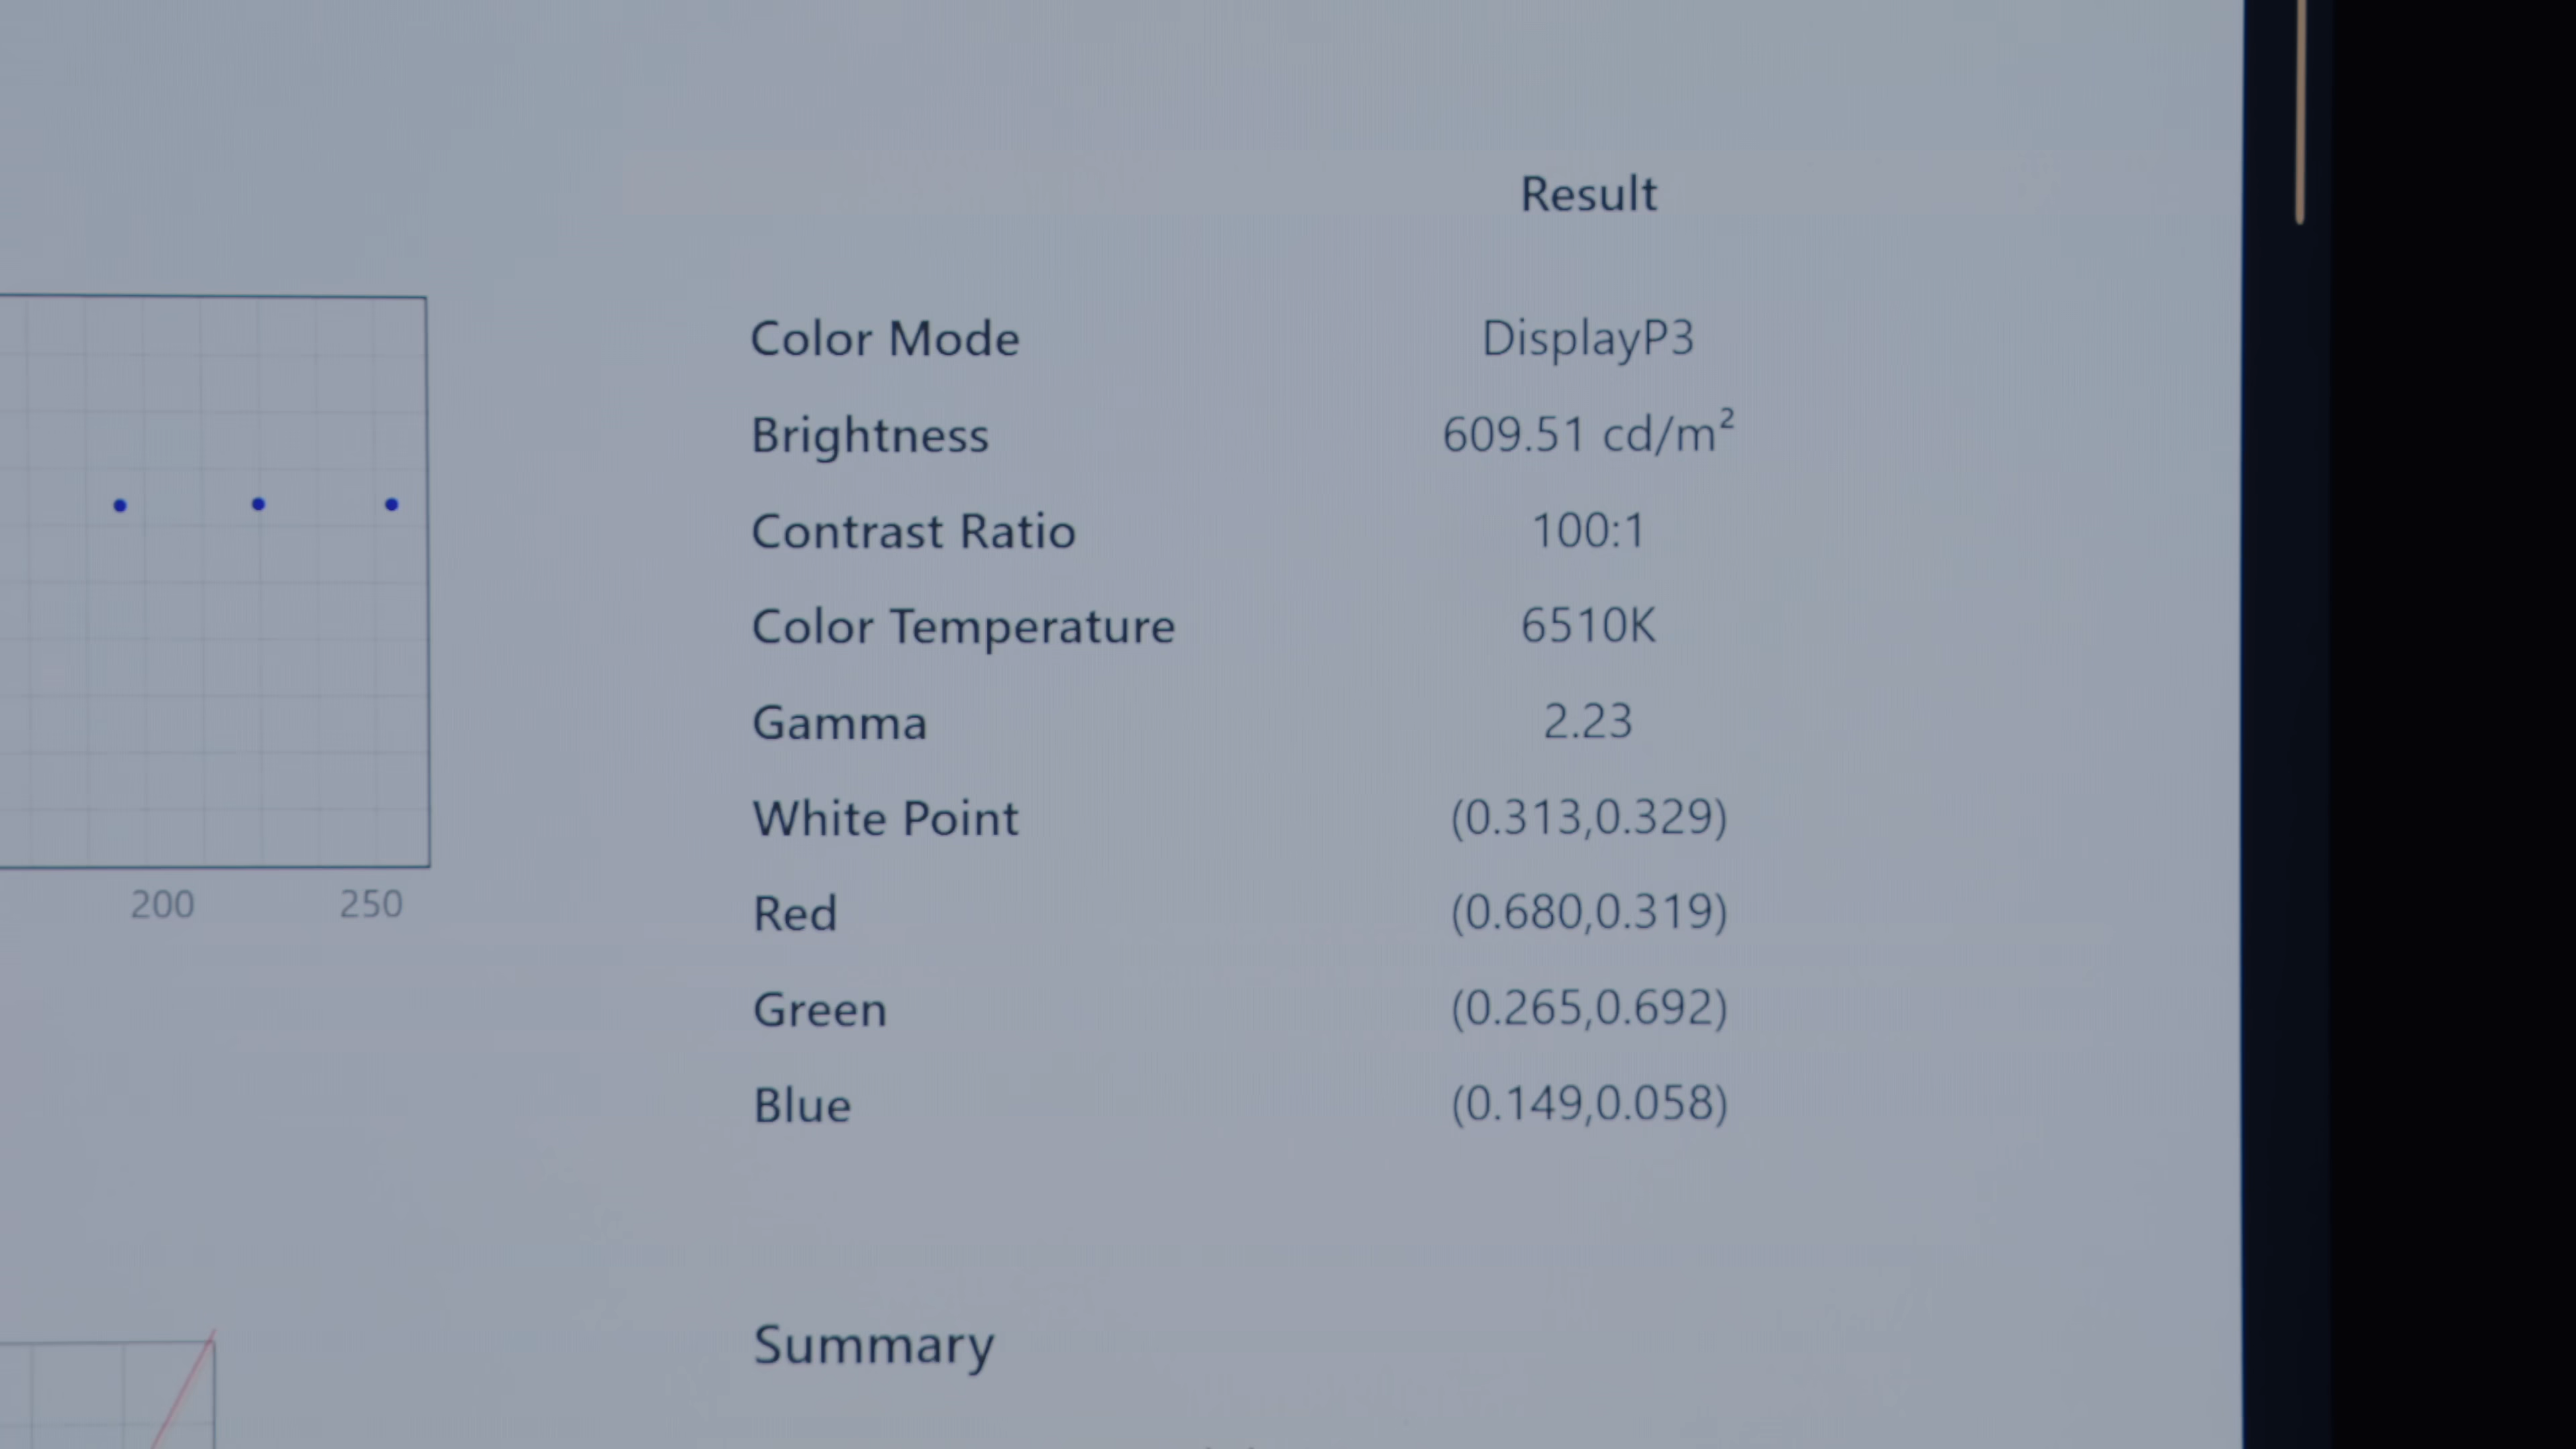 Result
Color Mode DisplayP3
Brightness 609.51 cd/m²
Contrast Ratio 100:1
Color Temperature 6510K
Gamma 2.23
White Point (0.313,0.329)
Red (0.680,0.319)
Green (0.265,0.692)
Blue (0.149,0.058)
200 250
Summary